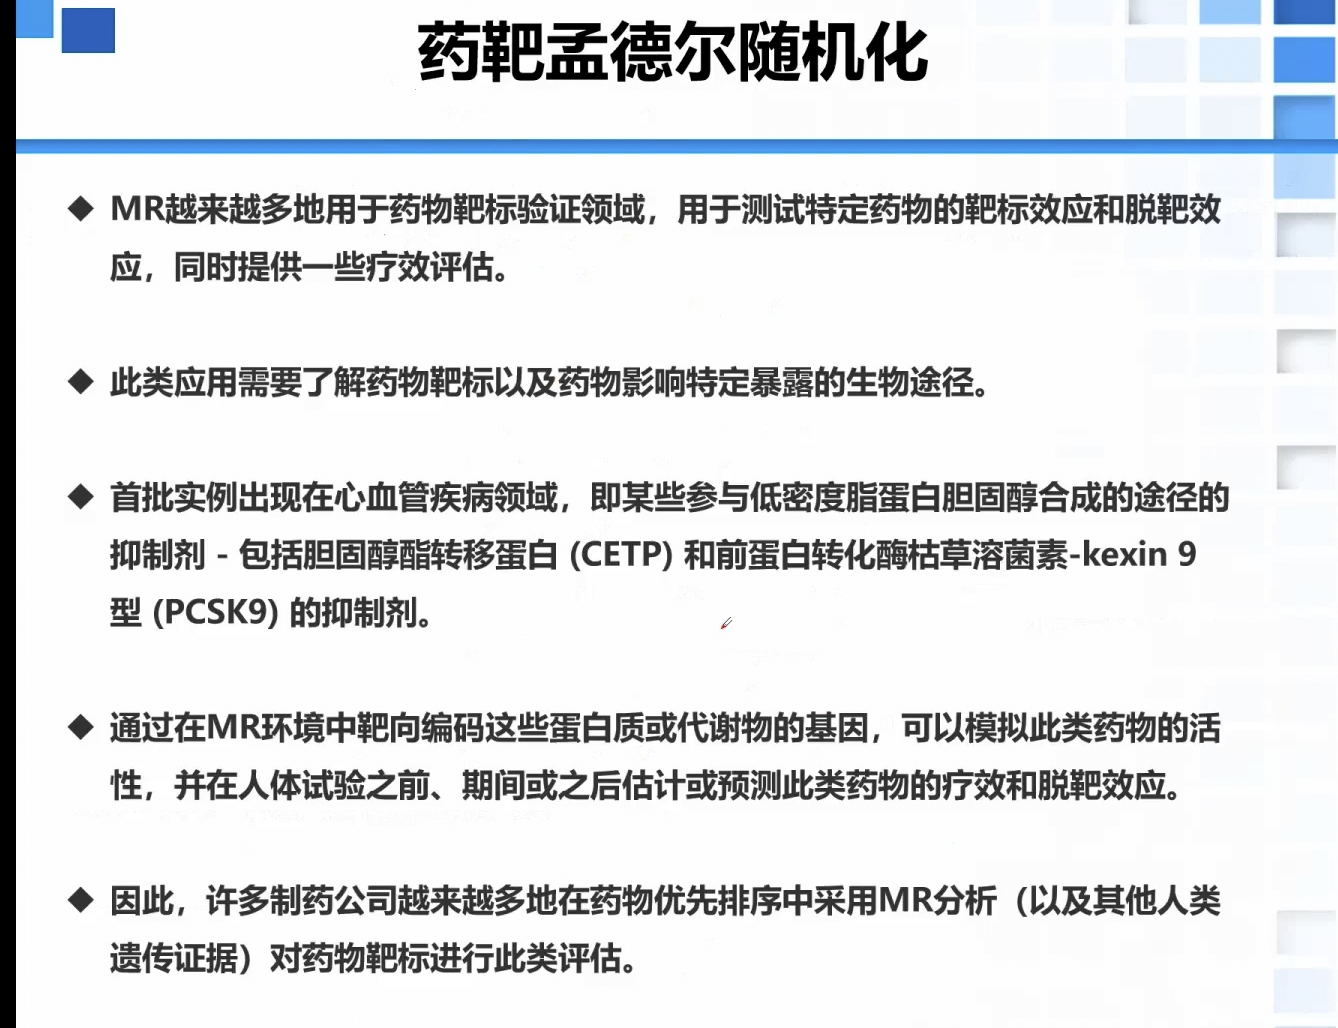 药靶孟德尔随机化
◆ MR越来越多地用于药物靶标验证领域，用于测试特定药物的靶标效应和脱靶效
应，同时提供一些疗效评估。
◆ 此类应用需要了解药物靶标以及药物影响特定暴露的生物途径。
◆ 首批实例出现在心血管疾病领域，即某些参与低密度脂蛋白胆固醇合成的途径的
抑制剂 - 包括胆固醇酯转移蛋白 (CETP) 和前蛋白转化酶枯草溶菌素-kexin 9
型 (PCSK9) 的抑制剂。
◆ 通过在MR环境中靶向编码这些蛋白质或代谢物的基因，可以模拟此类药物的活
性，并在人体试验之前、期间或之后估计或预测此类药物的疗效和脱靶效应。
◆ 因此，许多制药公司越来越多地在药物优先排序中采用MR分析（以及其他人类
遗传证据）对药物靶标进行此类评估。